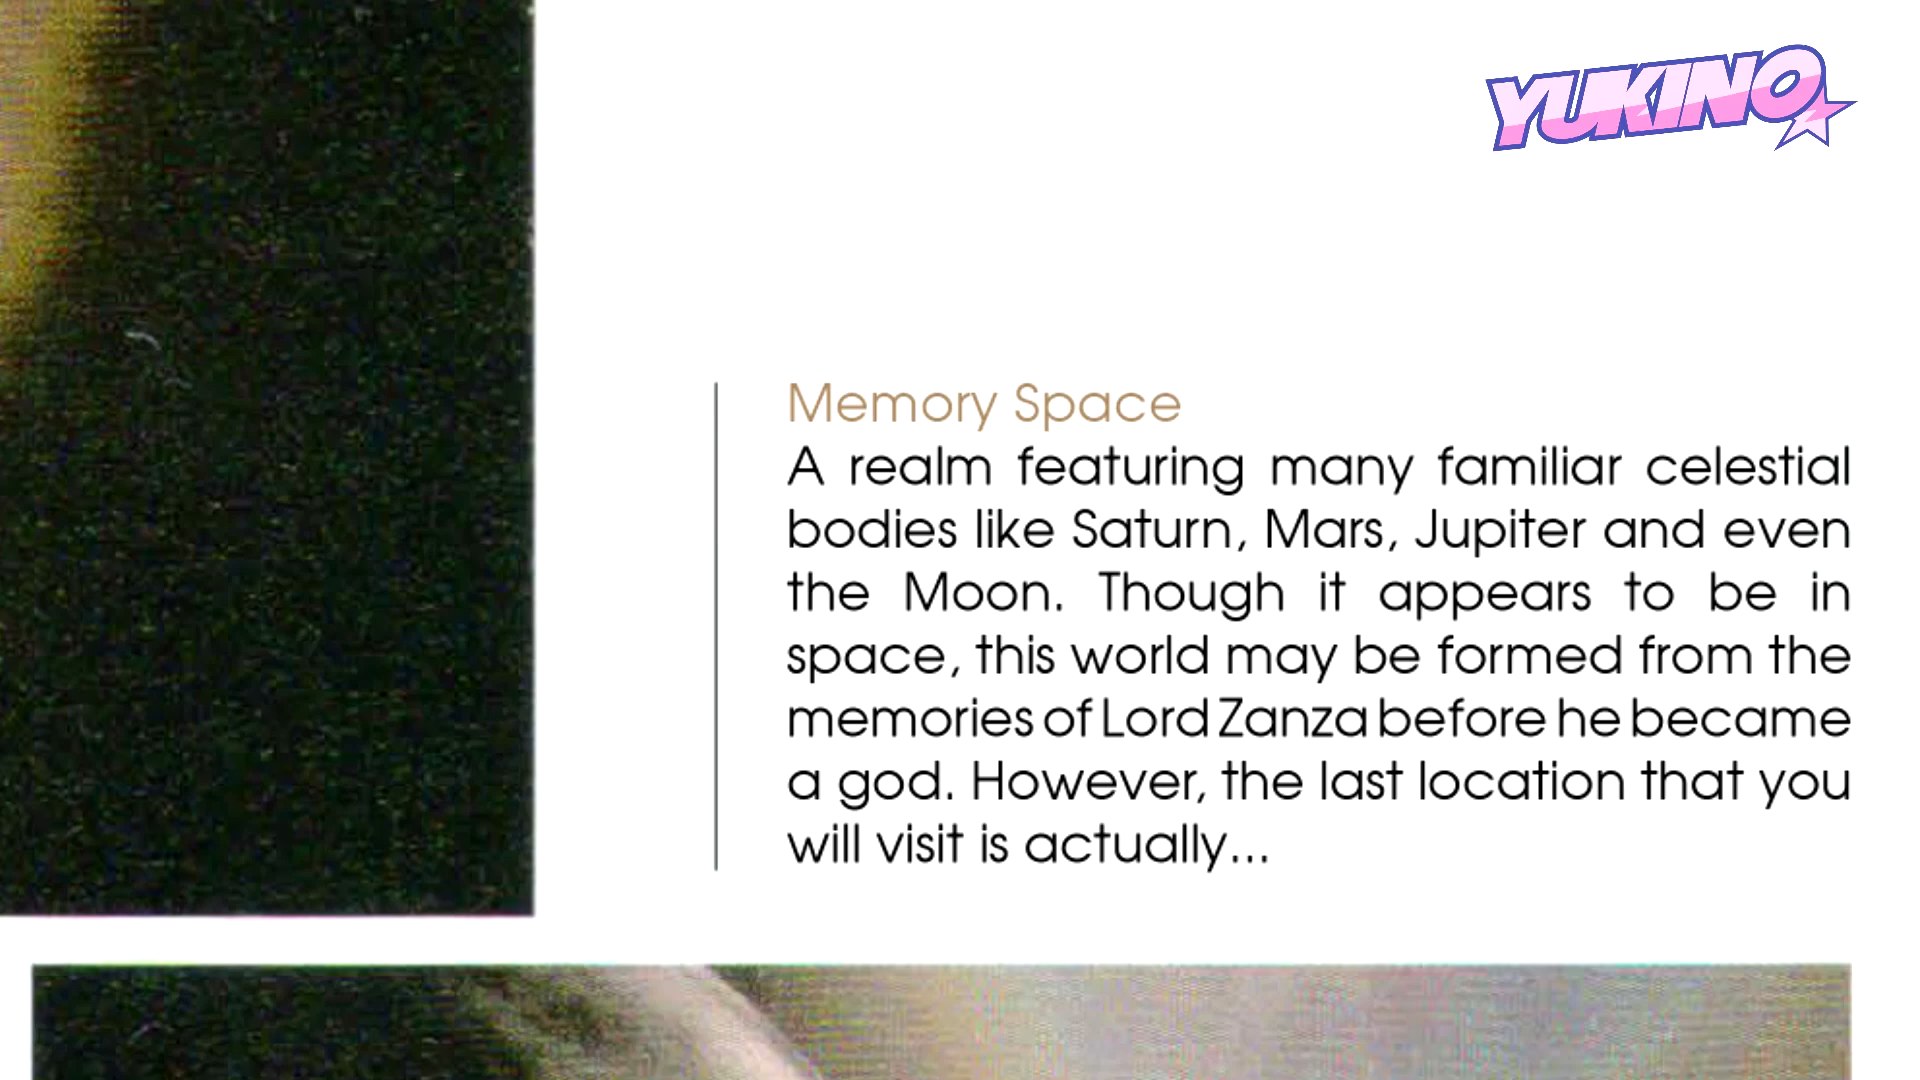 YUKINO
Memory Space
A realm featuring many familiar celestial
bodies like Saturn, Mars, Jupiter and even
the Moon. Though it appears to be in
space, this world may be formed from the
memories of Lord Zanza before he became
a god. However, the last location that you
will visit is actually...